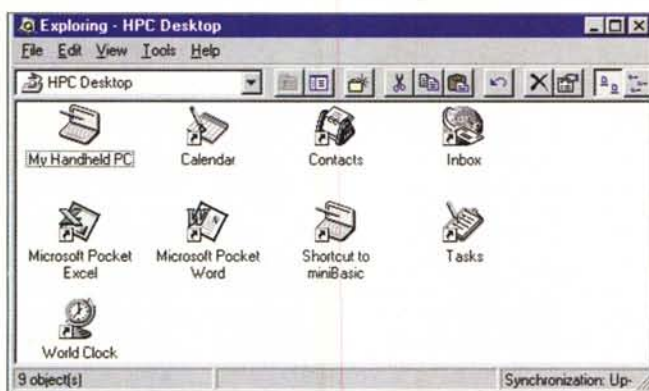 Exploring - HPC Desktop
File Edit View Tools Help
HPC Desktop
My Handheld PC Calendar Contacts Inbox
Microsoft Pocket Excel Microsoft Pocket Word Shortcut to miniBasic Tasks
World Clock
9 object(s) Synchronization: Up-